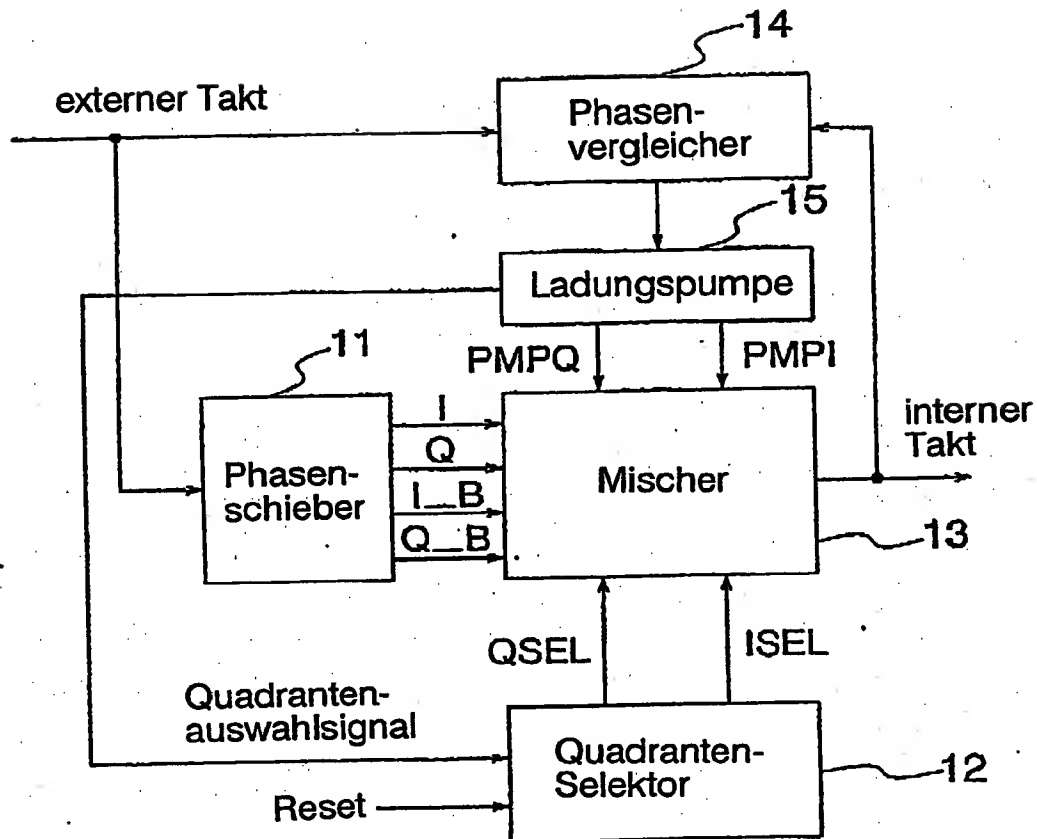 14
externer Takt
Phasen-
vergleicher
15
Ladungspumpe
11
PMPQ
PMPI
I
Q
I_B
Q_B
Phasen-
schieber
Mischer
interner
Takt
13
QSEL
ISEL
Quadranten-
auswahlsignal
Quadranten-
Selektor
12
Reset